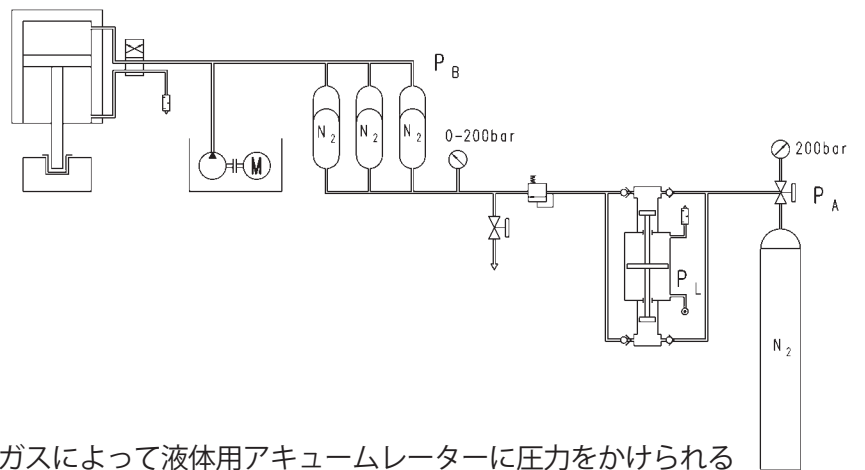 P B
0-200bar
200bar
N 2
N 2
N 2
M
P A
P L
N 2
ガスによって液体用アキュームレーターに圧力をかけられる